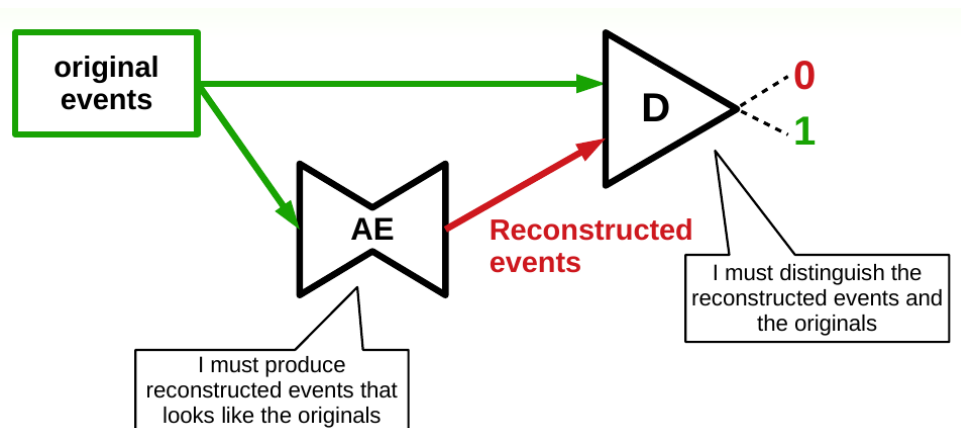 original
events
D
0
1
AE
Reconstructed
events
I must distinguish the
reconstructed events and
the originals
I must produce
reconstructed events that
looks like the originals